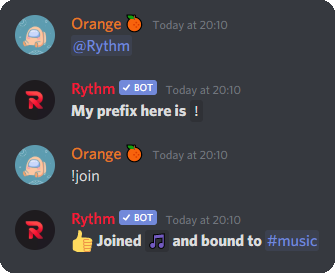 Orange 🍊 Today at 20:10
@Rythm
Rythm ✔ BOT Today at 20:10
My prefix here is !
Orange 🍊 Today at 20:10
!join
Rythm ✔ BOT Today at 20:10
👍 Joined 🎵 and bound to #music